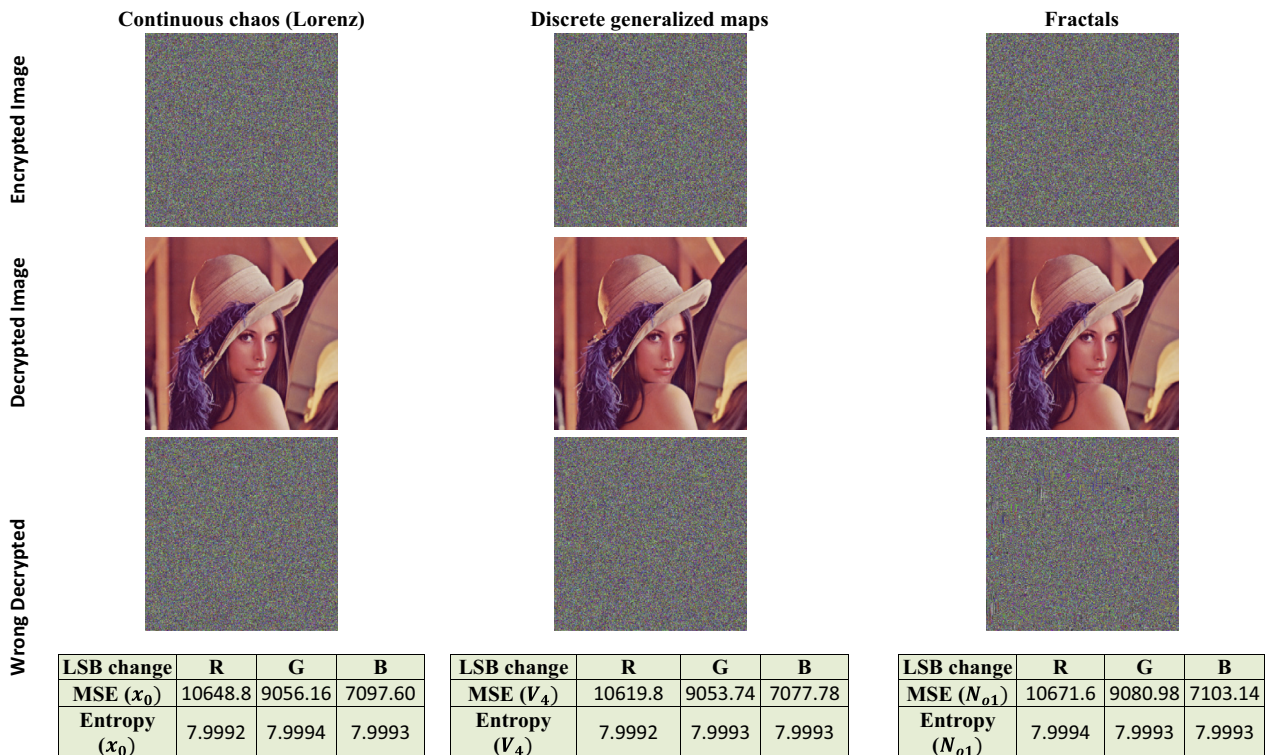 Continuous chaos (Lorenz) Discrete generalized maps Fractals
Encrypted Image
Decrypted Image
Wrong Decrypted
LSB change R G B
MSE (x₀) 10648.8 9056.16 7097.60
Entropy (x₀) 7.9992 7.9994 7.9993
LSB change R G B
MSE (V₄) 10619.8 9053.74 7077.78
Entropy (V₄) 7.9992 7.9993 7.9993
LSB change R G B
MSE (Nₒ₁) 10671.6 9080.98 7103.14
Entropy (Nₒ₁) 7.9994 7.9993 7.9993